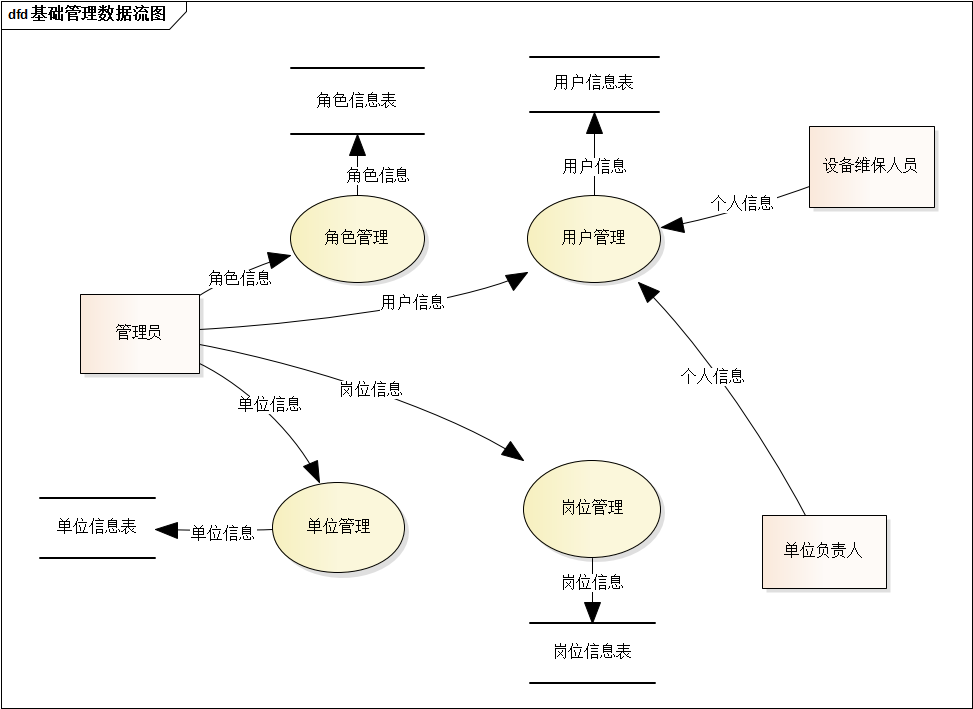 dfd 基础管理数据流图
用户信息表
角色信息表
设备维保人员
用户信息
角色信息
个人信息
角色管理
用户管理
角色信息
用户信息
管理员
个人信息
岗位信息
单位信息
岗位管理
单位信息表
单位信息
单位管理
单位负责人
岗位信息
岗位信息表